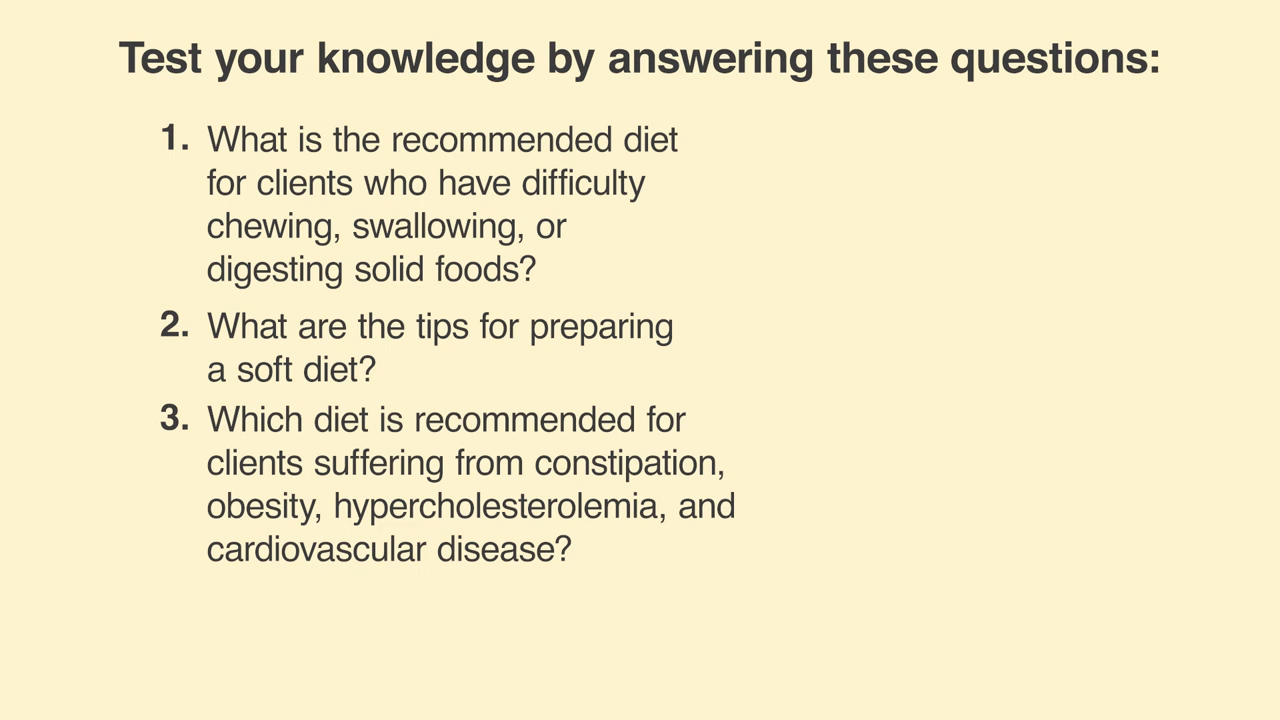 Test your knowledge by answering these questions:
1. What is the recommended diet
for clients who have difficulty
chewing, swallowing, or
digesting solid foods?
2. What are the tips for preparing
a soft diet?
3. Which diet is recommended for
clients suffering from constipation,
obesity, hypercholesterolemia, and
cardiovascular disease?